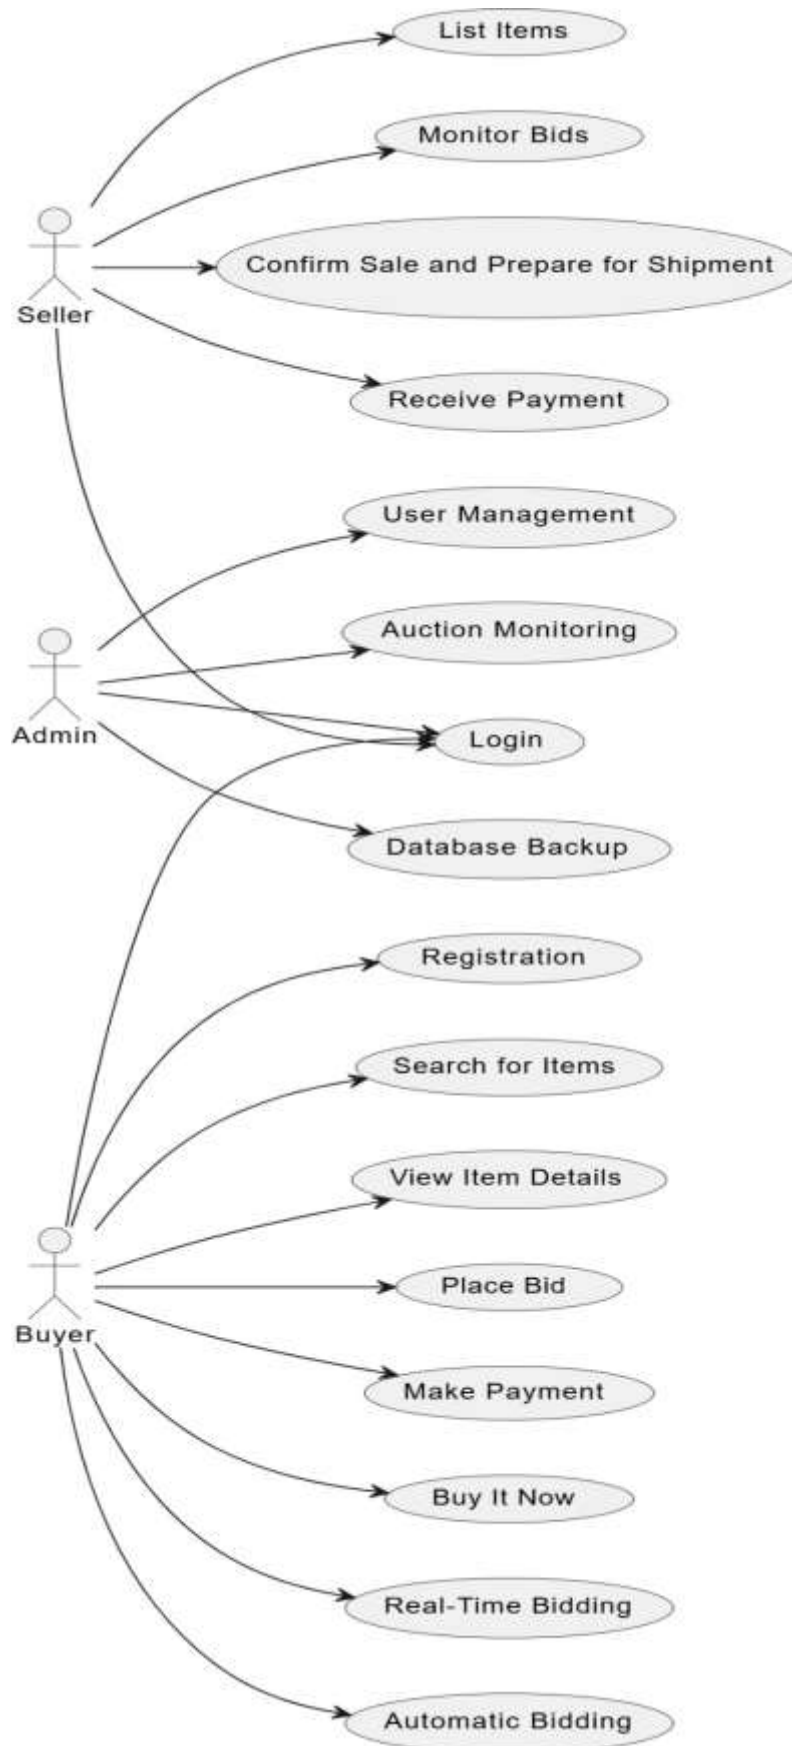 List Items
Monitor Bids
Confirm Sale and Prepare for Shipment
Seller
Receive Payment
User Management
Auction Monitoring
Admin
Login
Database Backup
Registration
Search for Items
View Item Details
Place Bid
Buyer
Make Payment
Buy It Now
Real-Time Bidding
Automatic Bidding